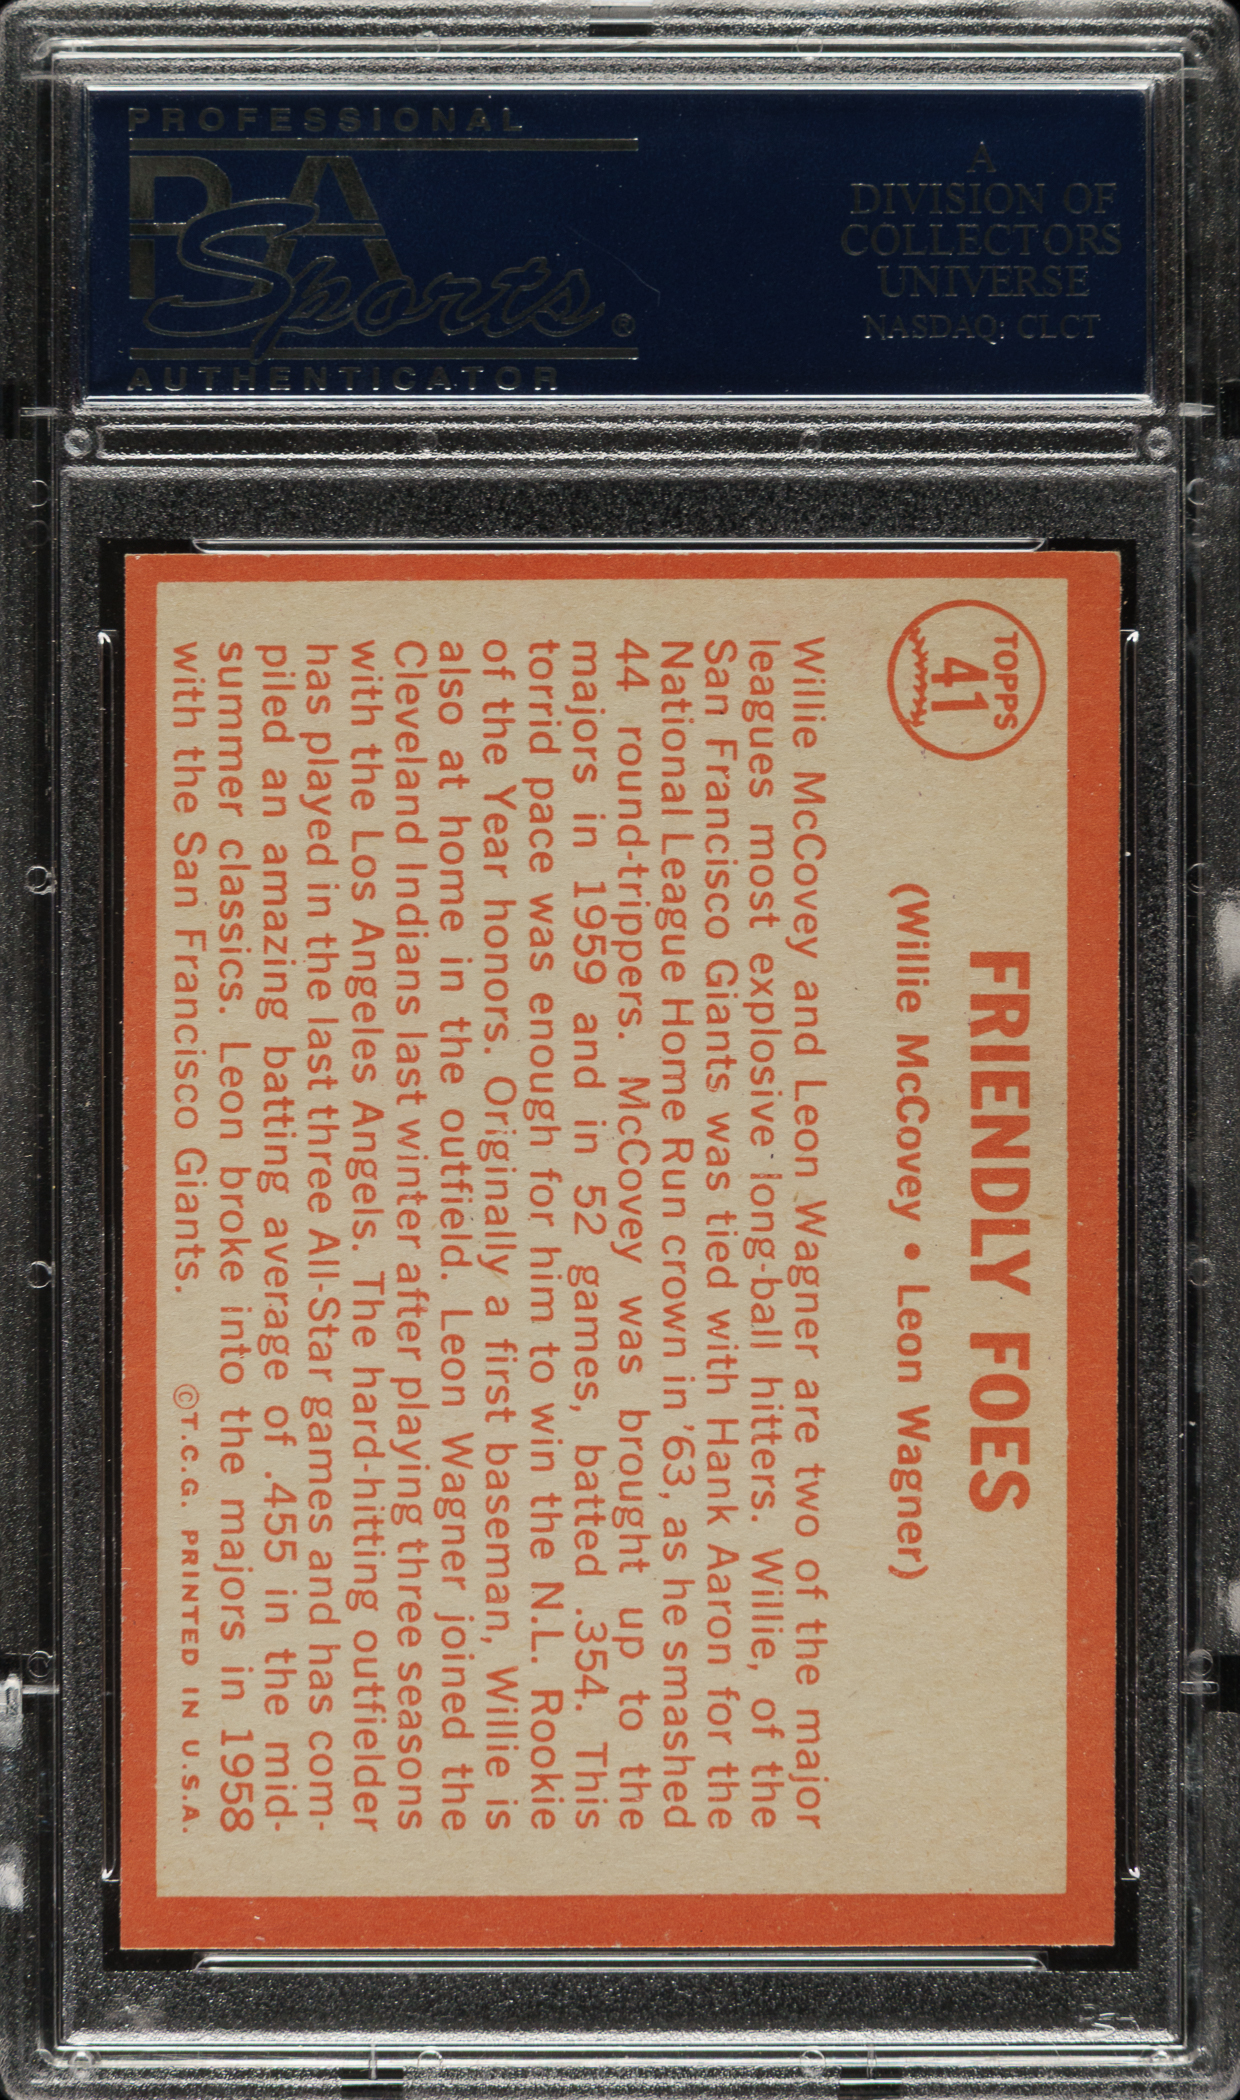 PROFESSIONAL
PSA
Sports®
AUTHENTICATOR
A
DIVISION OF
COLLECTORS
UNIVERSE
NASDAQ: CLCT
TOPPS
41
FRIENDLY FOES
(Willie McCovey • Leon Wagner)
Willie McCovey and Leon Wagner are two of the major
leagues most explosive long-ball hitters. Willie, of the
San Francisco Giants was tied with Hank Aaron for the
National League Home Run crown in '63, as he smashed
44 round-trippers. McCovey was brought up to the
majors in 1959 and in 52 games, batted .354. This
torrid pace was enough for him to win the N.L. Rookie
of the Year honors. Originally a first baseman, Willie is
also at home in the outfield. Leon Wagner joined the
Cleveland Indians last winter after playing three seasons
with the Los Angeles Angels. The hard-hitting outfielder
has played in the last three All-Star games and has com-
piled an amazing batting average of .455 in the mid-
summer classics. Leon broke into the majors in 1958
with the San Francisco Giants. ©T.C.G. PRINTED IN U.S.A.